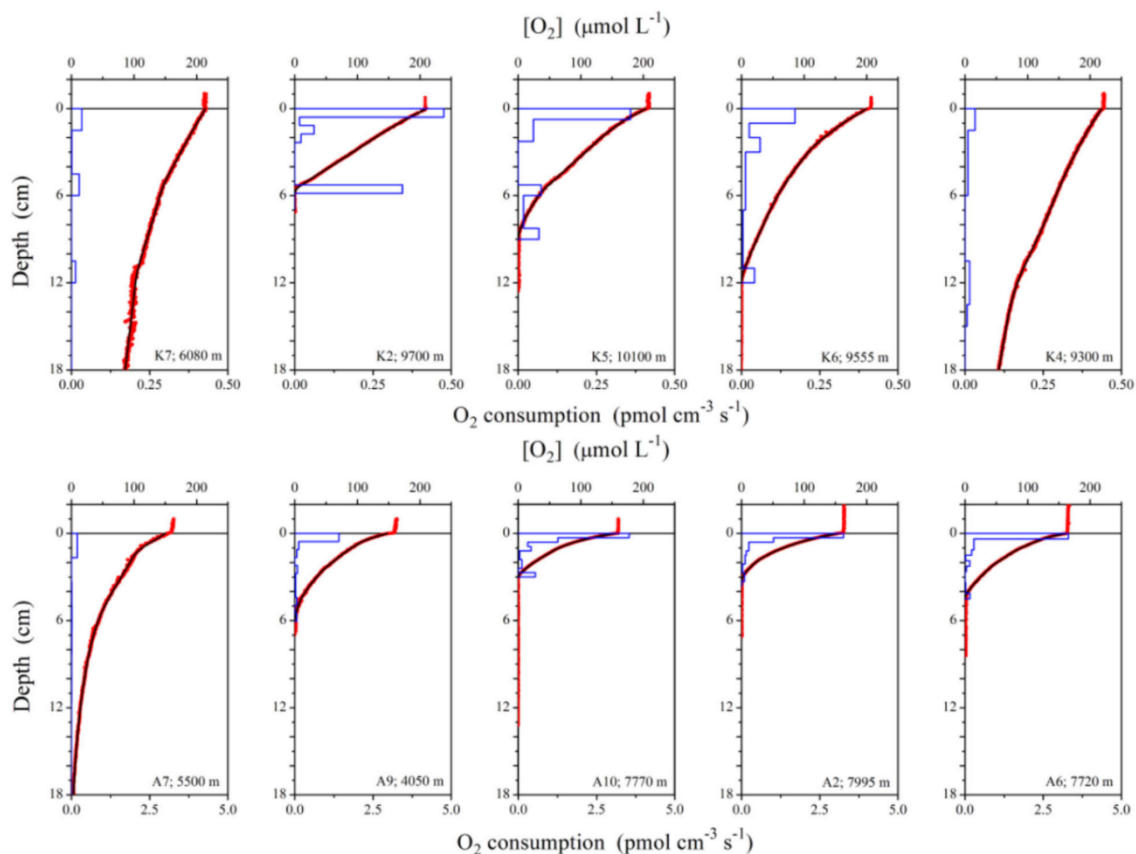 [O₂] (μmol L⁻¹)
0 100 200 0 100 200 0 100 200 0 100 200 0 100 200
0
6
12
18
Depth (cm)
K7; 6080 m K2; 9700 m K5; 10100 m K6; 9555 m K4; 9300 m
0.00 0.25 0.50 0.00 0.25 0.50 0.00 0.25 0.50 0.00 0.25 0.50 0.00 0.25 0.50
O₂ consumption (pmol cm⁻³ s⁻¹)
[O₂] (μmol L⁻¹)
0 100 200 0 100 200 0 100 200 0 100 200 0 100 200
0
6
12
18
Depth (cm)
A7; 5500 m A9; 4050 m A10; 7770 m A2; 7995 m A6; 7720 m
0.0 2.5 5.0 0.0 2.5 5.0 0.0 2.5 5.0 0.0 2.5 5.0 0.0 2.5 5.0
O₂ consumption (pmol cm⁻³ s⁻¹)